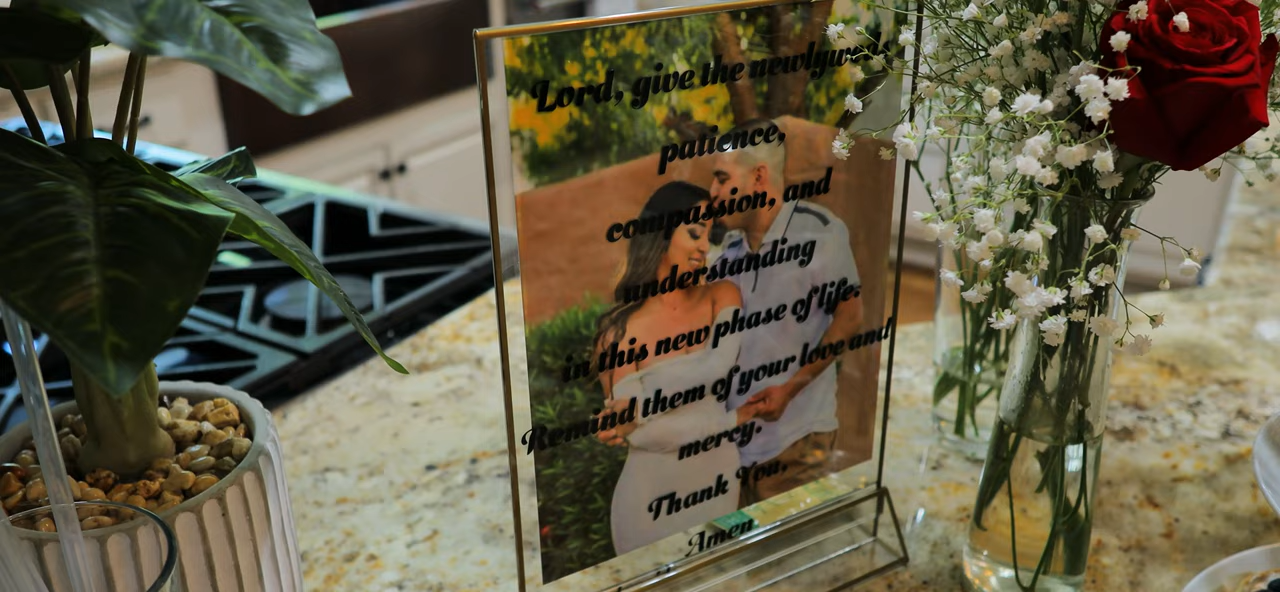 Lord, give the newlyweds
patience,
compassion, and
understanding
in this new phase of life.
Remind them of your love and
mercy.
Thank You,
Amen